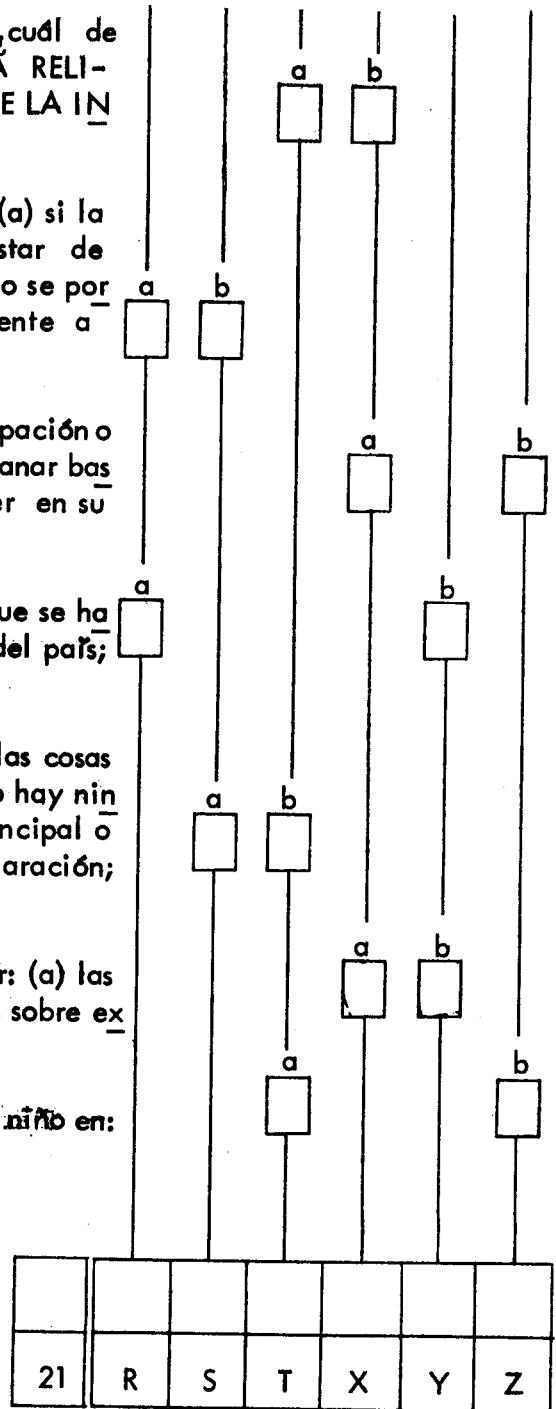 cuál de
a b
Á RELI-
E LA IN
(a) si la
star de
a b
o se por
ente a
pación o
a b
anar bas
er en su
a b
que se ha
del país;
las cosas
a b
o hay nin
ncipal o
aración;
a b
r: (a) las
sobre ex
a b
niño en:
21 R S T X Y Z